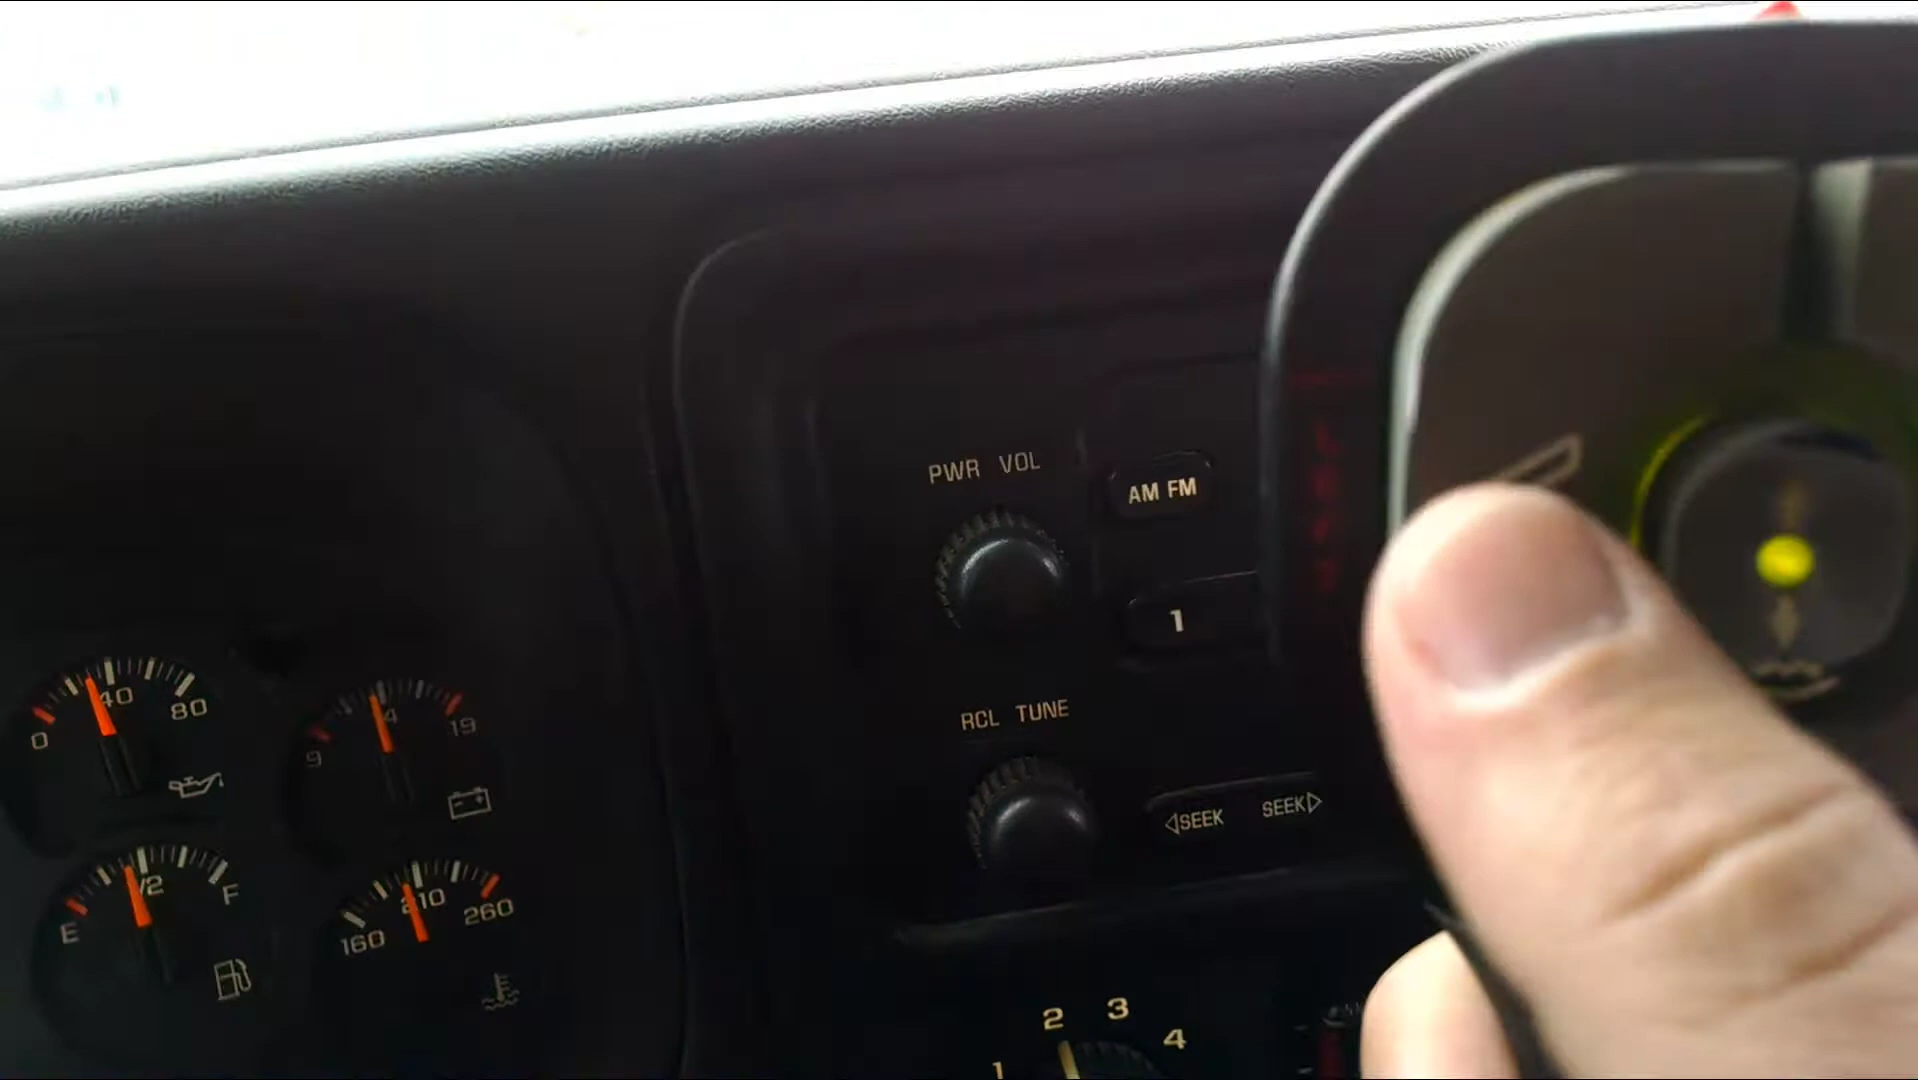 PWR VOL
AM FM
1
RCL TUNE
◁SEEK SEEK▷
0 40 80
9 19
E 1/2 F
160 210 260
1 2 3 4